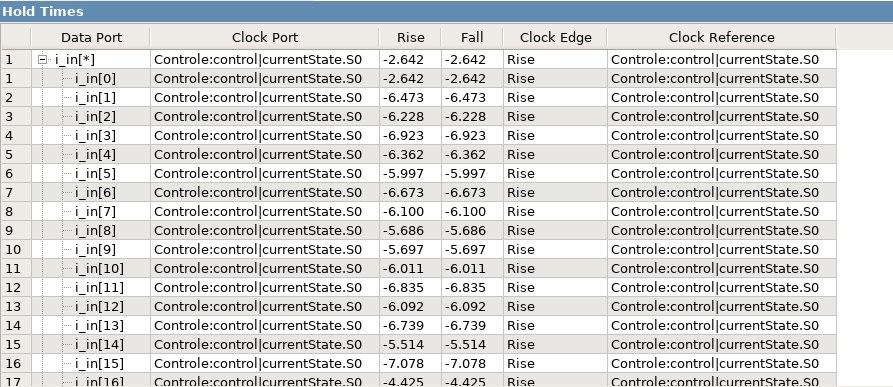 Hold Times
Data Port Clock Port Rise Fall Clock Edge Clock Reference
1 i_in[*] Controle:control|currentState.S0 -2.642 -2.642 Rise Controle:control|currentState.S0
1 i_in[0] Controle:control|currentState.S0 -2.642 -2.642 Rise Controle:control|currentState.S0
2 i_in[1] Controle:control|currentState.S0 -6.473 -6.473 Rise Controle:control|currentState.S0
3 i_in[2] Controle:control|currentState.S0 -6.228 -6.228 Rise Controle:control|currentState.S0
4 i_in[3] Controle:control|currentState.S0 -6.923 -6.923 Rise Controle:control|currentState.S0
5 i_in[4] Controle:control|currentState.S0 -6.362 -6.362 Rise Controle:control|currentState.S0
6 i_in[5] Controle:control|currentState.S0 -5.997 -5.997 Rise Controle:control|currentState.S0
7 i_in[6] Controle:control|currentState.S0 -6.673 -6.673 Rise Controle:control|currentState.S0
8 i_in[7] Controle:control|currentState.S0 -6.100 -6.100 Rise Controle:control|currentState.S0
9 i_in[8] Controle:control|currentState.S0 -5.686 -5.686 Rise Controle:control|currentState.S0
10 i_in[9] Controle:control|currentState.S0 -5.697 -5.697 Rise Controle:control|currentState.S0
11 i_in[10] Controle:control|currentState.S0 -6.011 -6.011 Rise Controle:control|currentState.S0
12 i_in[11] Controle:control|currentState.S0 -6.835 -6.835 Rise Controle:control|currentState.S0
13 i_in[12] Controle:control|currentState.S0 -6.092 -6.092 Rise Controle:control|currentState.S0
14 i_in[13] Controle:control|currentState.S0 -6.739 -6.739 Rise Controle:control|currentState.S0
15 i_in[14] Controle:control|currentState.S0 -5.514 -5.514 Rise Controle:control|currentState.S0
16 i_in[15] Controle:control|currentState.S0 -7.078 -7.078 Rise Controle:control|currentState.S0
17 i_in[16] Controle:control|currentState.S0 -4.425 -4.425 Rise Controle:control|currentState.S0